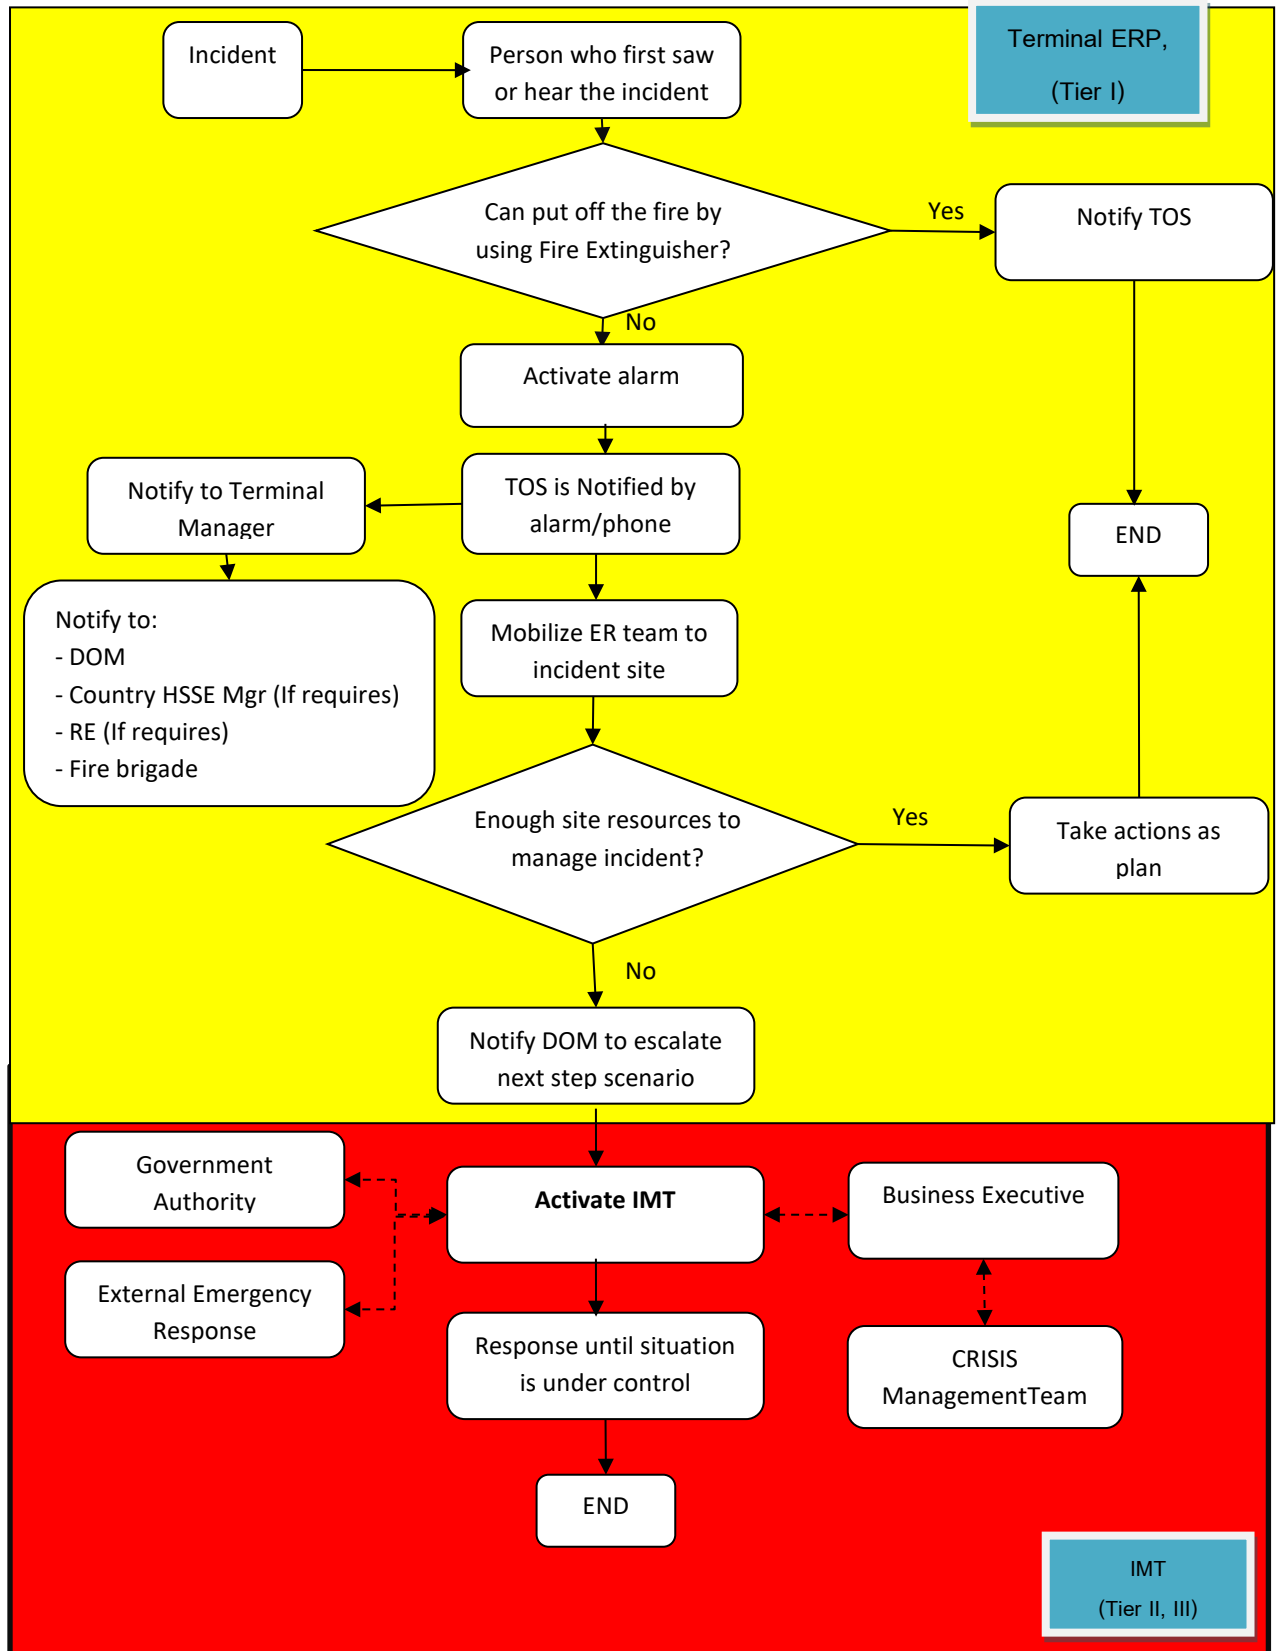 Terminal ERP,
(Tier I)
Incident
Person who first saw
or hear the incident
Can put off the fire by
using Fire Extinguisher?
Yes
Notify TOS
No
Activate alarm
Notify to Terminal
Manager
TOS is Notified by
alarm/phone
END
Notify to:
- DOM
- Country HSSE Mgr (If requires)
- RE (If requires)
- Fire brigade
Mobilize ER team to
incident site
Enough site resources to
manage incident?
Yes
Take actions as
plan
No
Notify DOM to escalate
next step scenario
Government
Authority
Activate IMT
Business Executive
External Emergency
Response
Response until situation
is under control
CRISIS
ManagementTeam
END
IMT
(Tier II, III)